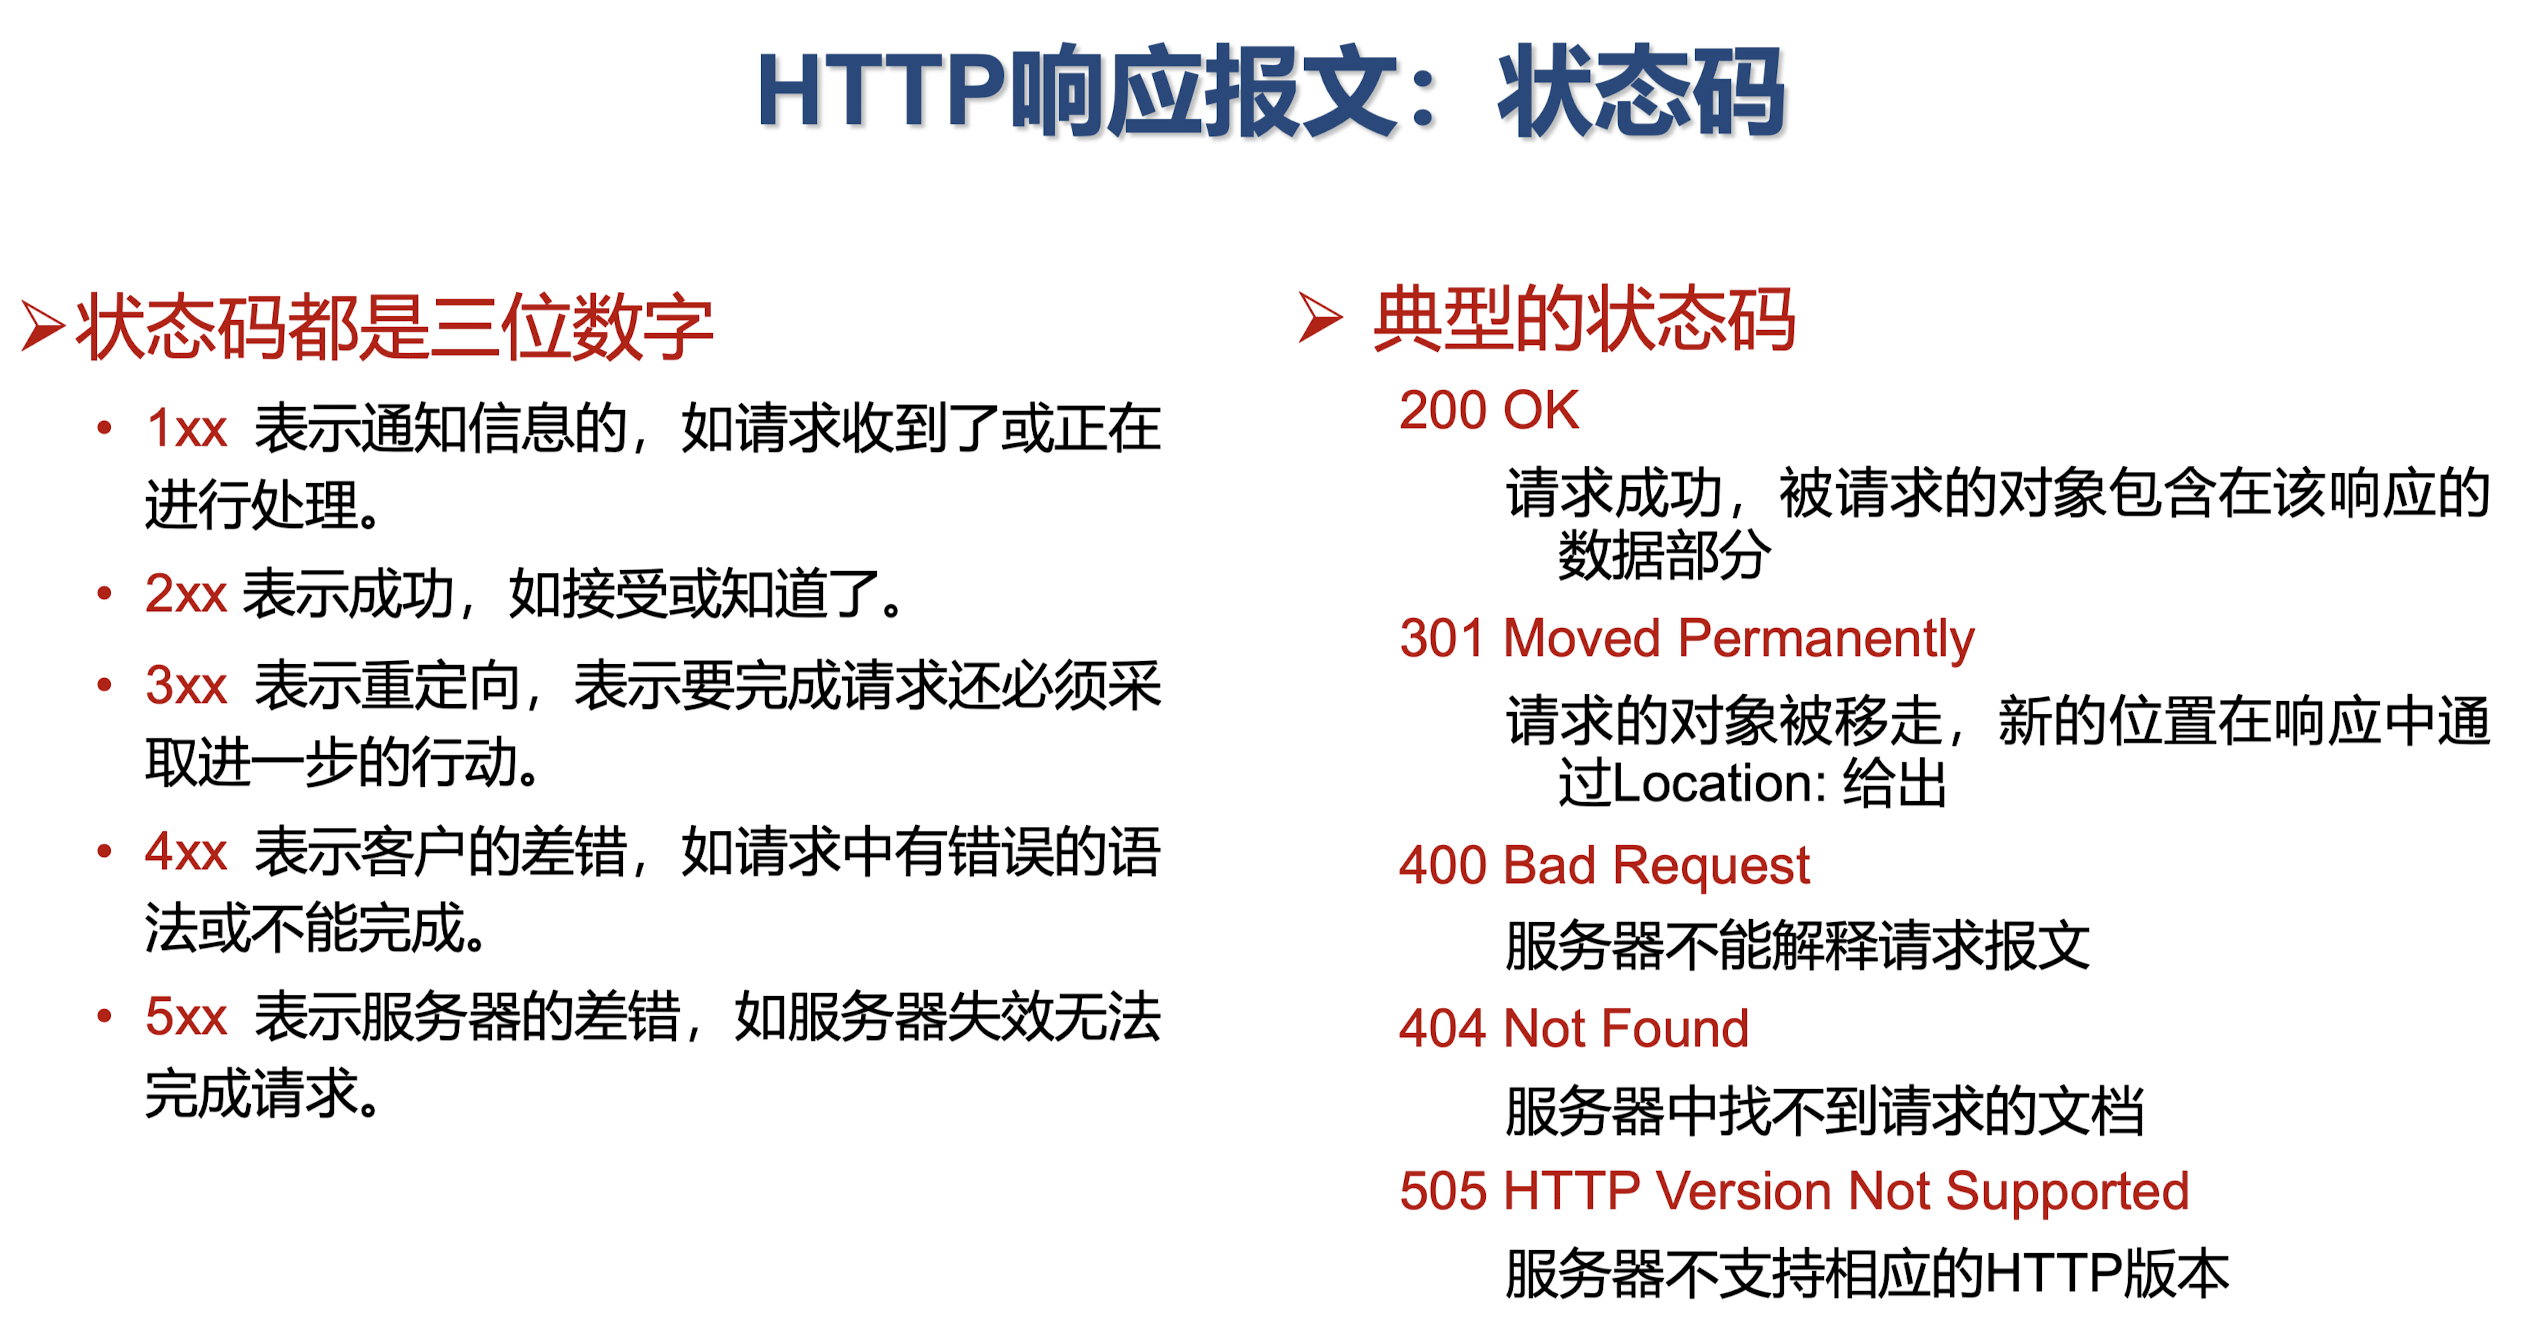 HTTP响应报文：状态码
➢状态码都是三位数字
• 1xx 表示通知信息的，如请求收到了或正在
进行处理。
• 2xx 表示成功，如接受或知道了。
• 3xx 表示重定向，表示要完成请求还必须采
取进一步的行动。
• 4xx 表示客户的差错，如请求中有错误的语
法或不能完成。
• 5xx 表示服务器的差错，如服务器失效无法
完成请求。
➢ 典型的状态码
200 OK
请求成功，被请求的对象包含在该响应的
数据部分
301 Moved Permanently
请求的对象被移走，新的位置在响应中通
过Location: 给出
400 Bad Request
服务器不能解释请求报文
404 Not Found
服务器中找不到请求的文档
505 HTTP Version Not Supported
服务器不支持相应的HTTP版本